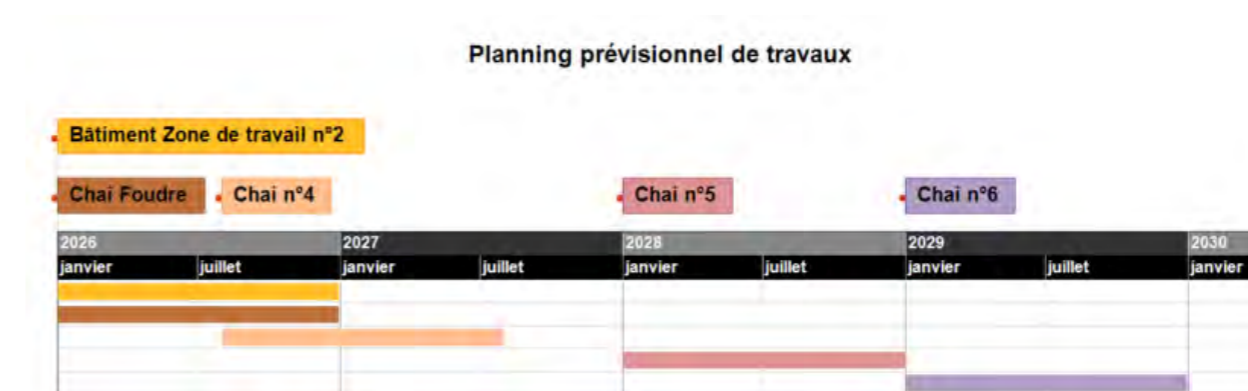 Planning prévisionnel de travaux
Bâtiment Zone de travail n°2
Chai Foudre Chai n°4 Chai n°5 Chai n°6
2026 2027 2028 2029 2030
janvier juillet janvier juillet janvier juillet janvier juillet janvier